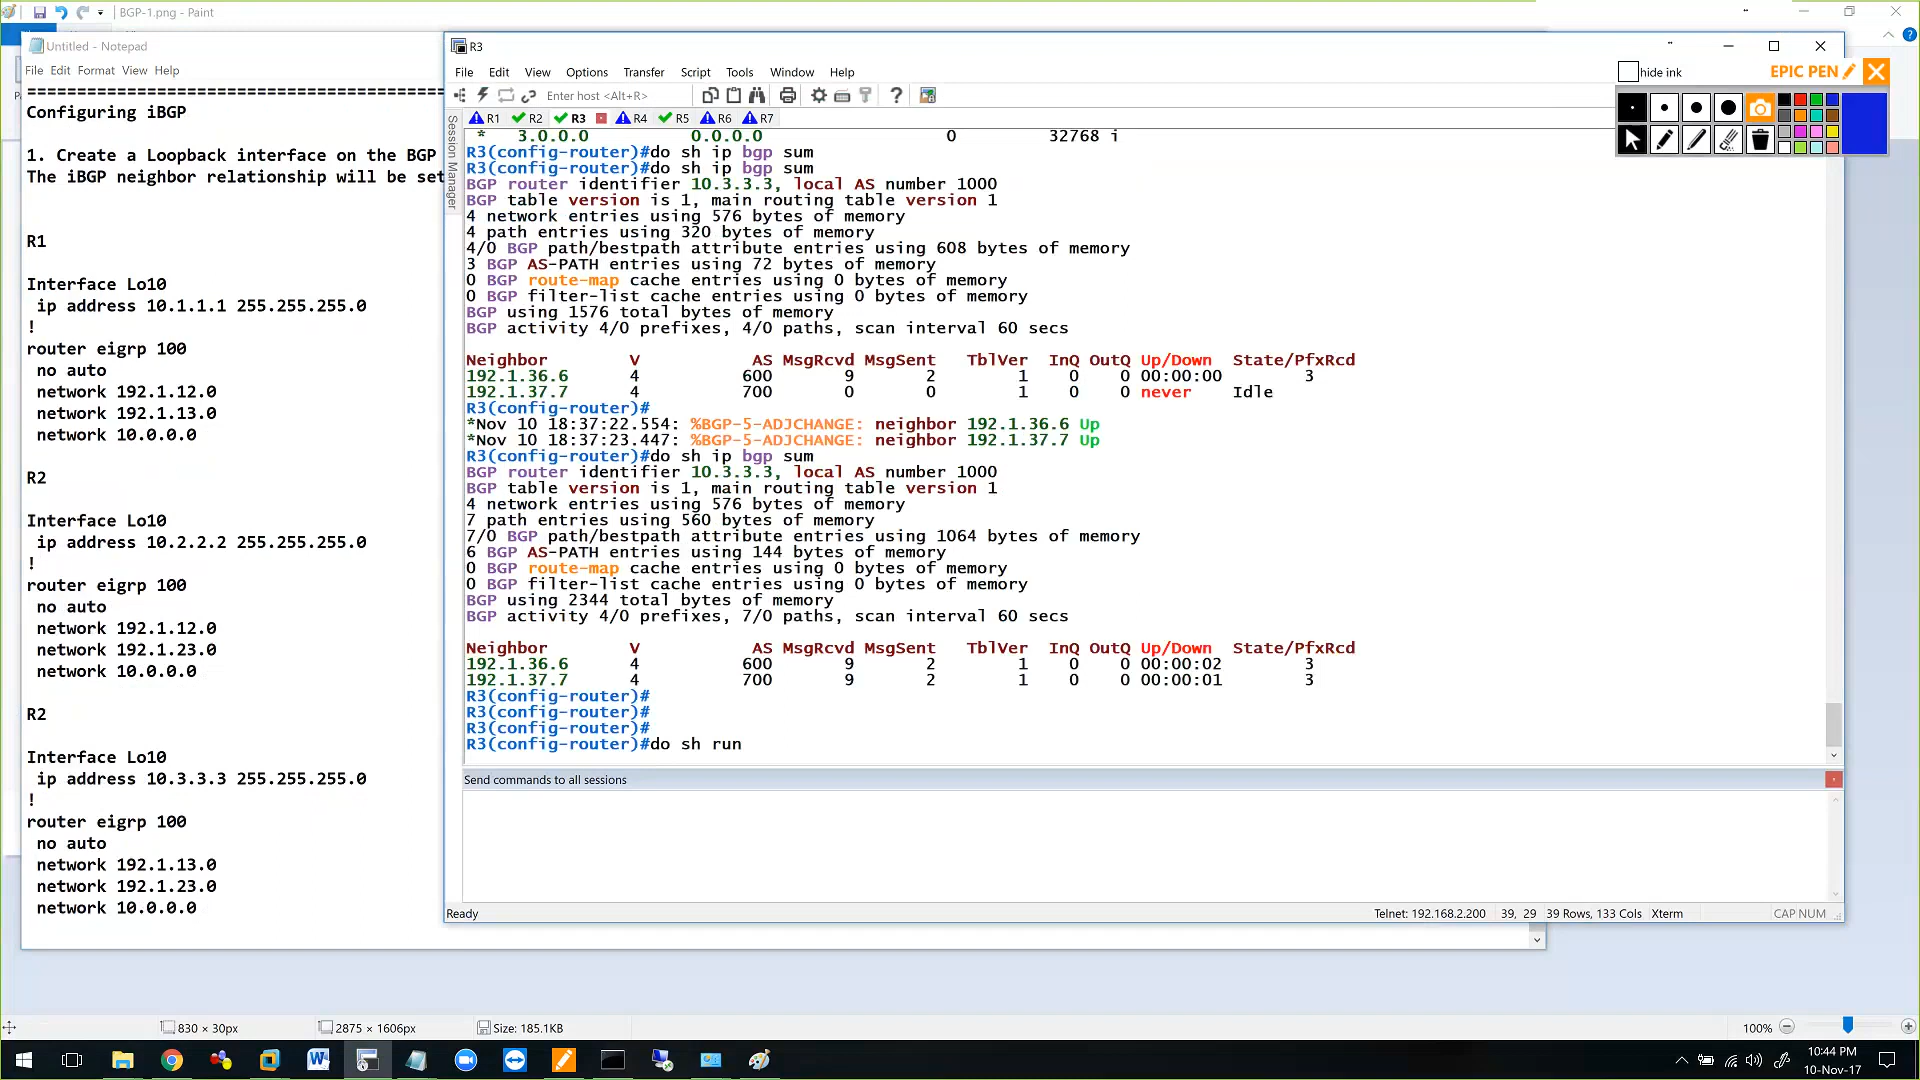 BGP-1.png - Paint
Untitled - Notepad
File Edit Format View Help
Configuring iBGP
1. Create a Loopback interface on the BGP
The iBGP neighbor relationship will be set
R1
Interface Lo10
ip address 10.1.1.1 255.255.255.0
!
router eigrp 100
no auto
network 192.1.12.0
network 192.1.13.0
network 10.0.0.0
R2
Interface Lo10
ip address 10.2.2.2 255.255.255.0
!
router eigrp 100
no auto
network 192.1.12.0
network 192.1.23.0
network 10.0.0.0
R2
Interface Lo10
ip address 10.3.3.3 255.255.255.0
!
router eigrp 100
no auto
network 192.1.13.0
network 192.1.23.0
network 10.0.0.0
R3
File Edit View Options Transfer Script Tools Window Help
Enter host <Alt+R>
R1 R2 R3 R4 R5 R6 R7
Session Manager
* 3.0.0.0 0.0.0.0 0 32768 i
R3(config-router)#do sh ip bgp sum
R3(config-router)#do sh ip bgp sum
BGP router identifier 10.3.3.3, local AS number 1000
BGP table version is 1, main routing table version 1
4 network entries using 576 bytes of memory
4 path entries using 320 bytes of memory
4/0 BGP path/bestpath attribute entries using 608 bytes of memory
3 BGP AS-PATH entries using 72 bytes of memory
0 BGP route-map cache entries using 0 bytes of memory
0 BGP filter-list cache entries using 0 bytes of memory
BGP using 1576 total bytes of memory
BGP activity 4/0 prefixes, 4/0 paths, scan interval 60 secs
Neighbor V AS MsgRcvd MsgSent TblVer InQ OutQ Up/Down State/PfxRcd
192.1.36.6 4 600 9 2 1 0 0 00:00:00 3
192.1.37.7 4 700 0 0 1 0 0 never Idle
R3(config-router)#
*Nov 10 18:37:22.554: %BGP-5-ADJCHANGE: neighbor 192.1.36.6 Up
*Nov 10 18:37:23.447: %BGP-5-ADJCHANGE: neighbor 192.1.37.7 Up
R3(config-router)#do sh ip bgp sum
BGP router identifier 10.3.3.3, local AS number 1000
BGP table version is 1, main routing table version 1
4 network entries using 576 bytes of memory
7 path entries using 560 bytes of memory
7/0 BGP path/bestpath attribute entries using 1064 bytes of memory
6 BGP AS-PATH entries using 144 bytes of memory
0 BGP route-map cache entries using 0 bytes of memory
0 BGP filter-list cache entries using 0 bytes of memory
BGP using 2344 total bytes of memory
BGP activity 4/0 prefixes, 7/0 paths, scan interval 60 secs
Neighbor V AS MsgRcvd MsgSent TblVer InQ OutQ Up/Down State/PfxRcd
192.1.36.6 4 600 9 2 1 0 0 00:00:02 3
192.1.37.7 4 700 9 2 1 0 0 00:00:01 3
R3(config-router)#
R3(config-router)#
R3(config-router)#
R3(config-router)#do sh run
Send commands to all sessions
Ready Telnet: 192.168.2.200 39, 29 39 Rows, 133 Cols Xterm CAP NUM
hide ink EPIC PEN
830 × 30px 2875 × 1606px Size: 185.1KB 100%
10:44 PM
10-Nov-17